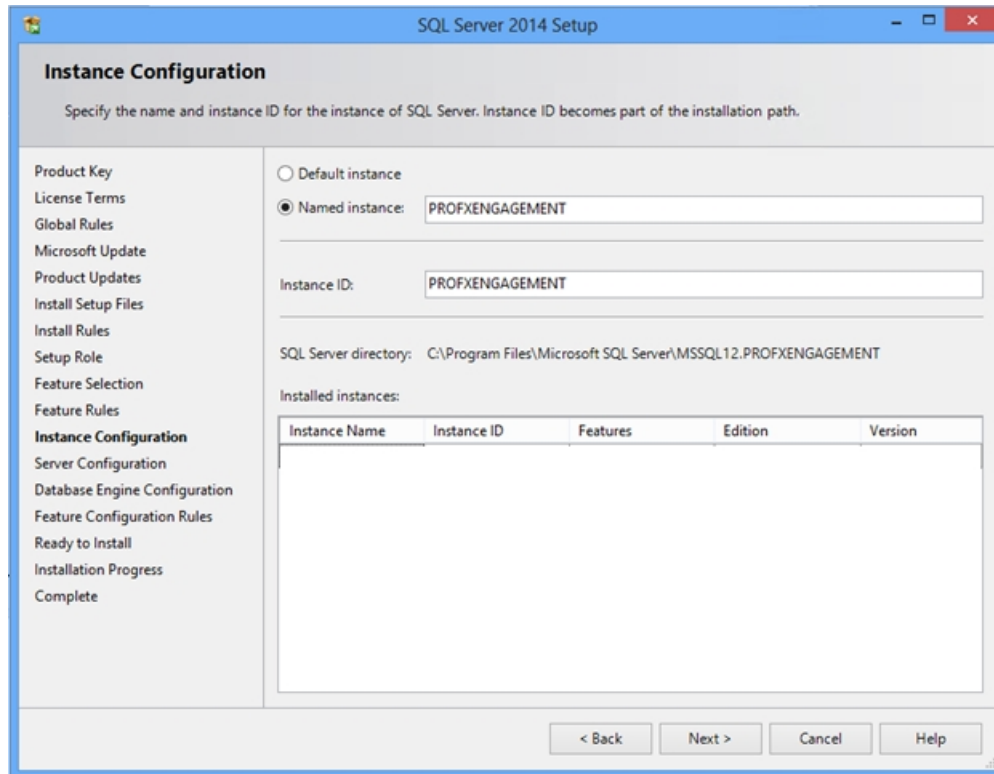 SQL Server 2014 Setup
Instance Configuration
Specify the name and instance ID for the instance of SQL Server. Instance ID becomes part of the installation path.
Product Key
License Terms
Global Rules
Microsoft Update
Product Updates
Install Setup Files
Install Rules
Setup Role
Feature Selection
Feature Rules
Instance Configuration
Server Configuration
Database Engine Configuration
Feature Configuration Rules
Ready to Install
Installation Progress
Complete
Default instance
Named instance: PROFXENGAGEMENT
Instance ID: PROFXENGAGEMENT
SQL Server directory: C:\Program Files\Microsoft SQL Server\MSSQL12.PROFXENGAGEMENT
Installed instances:
Instance Name Instance ID Features Edition Version
< Back Next > Cancel Help